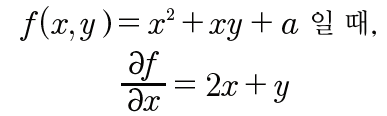 f(x,y) = x² + xy + a 일 때,
∂f/∂x = 2x + y